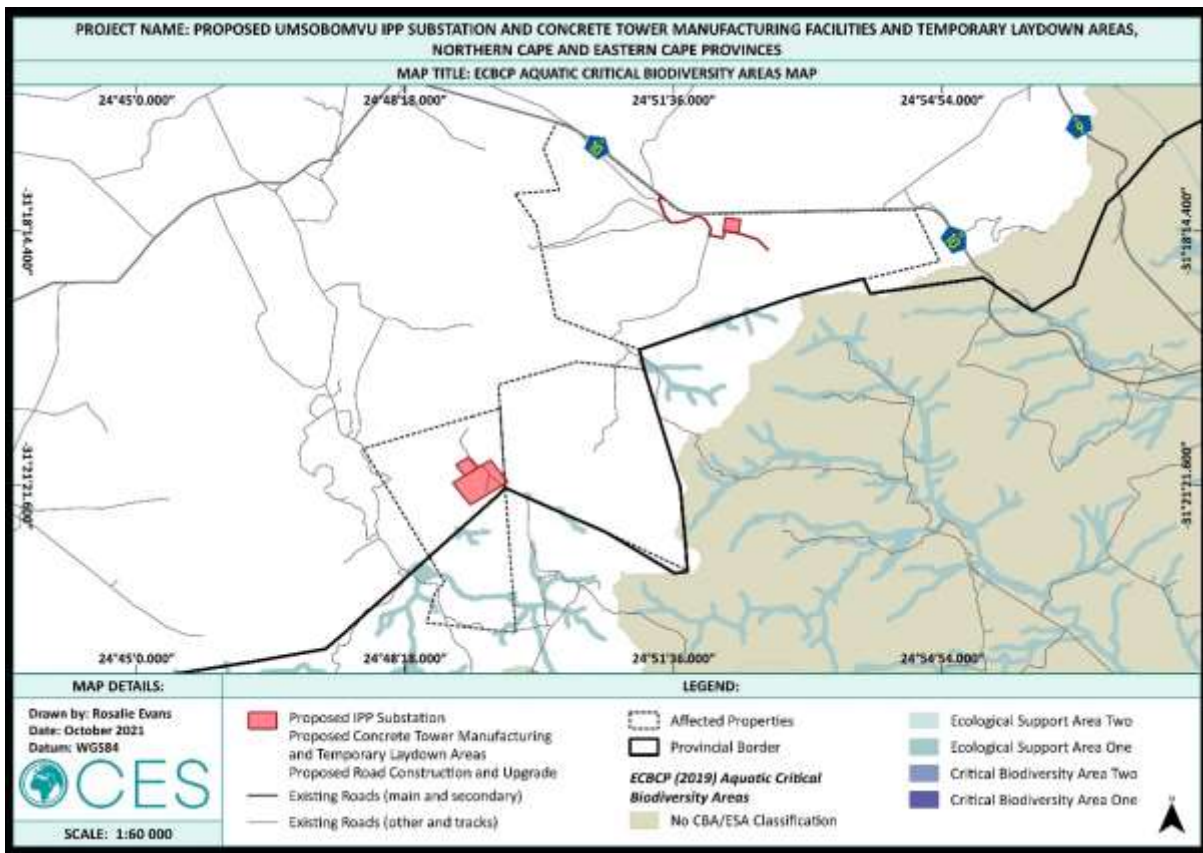 PROJECT NAME: PROPOSED UMSOBOMVU IPP SUBSTATION AND CONCRETE TOWER MANUFACTURING FACILITIES AND TEMPORARY LAYDOWN AREAS,
NORTHERN CAPE AND EASTERN CAPE PROVINCES
MAP TITLE: ECBCP AQUATIC CRITICAL BIODIVERSITY AREAS MAP
24°45'0.000"
24°48'18.000"
24°51'36.000"
24°54'54.000"
-31°18'14.400"
-31°18'14.400"
-31°21'21.600"
-31°21'21.600"
24°45'0.000"
24°48'18.000"
24°51'36.000"
24°54'54.000"
MAP DETAILS:
Drawn by: Rosalie Evans
Date: October 2021
Datum: WGS84
CES
SCALE: 1:60 000
LEGEND:
Proposed IPP Substation
Proposed Concrete Tower Manufacturing
and Temporary Laydown Areas
Proposed Road Construction and Upgrade
Existing Roads (main and secondary)
Existing Roads (other and tracks)
Affected Properties
Provincial Border
ECBCP (2019) Aquatic Critical
Biodiversity Areas
No CBA/ESA Classification
Ecological Support Area Two
Ecological Support Area One
Critical Biodiversity Area Two
Critical Biodiversity Area One